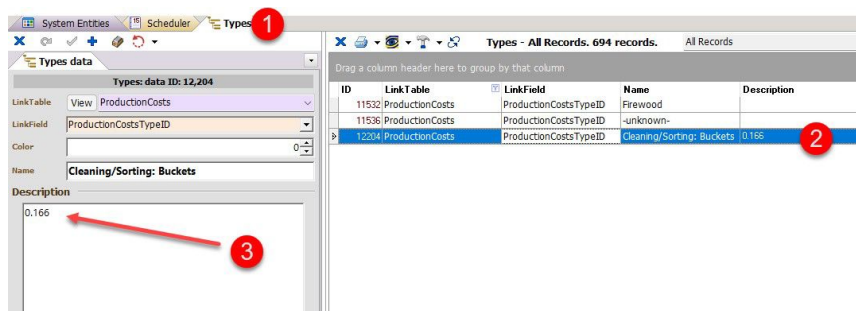 System Entities
15 Scheduler
Types
1
Types data
Types: data ID: 12,204
LinkTable View ProductionCosts
LinkField ProductionCostsTypeID
Color 0
Name Cleaning/Sorting: Buckets
Description
0.166
3
Types - All Records. 694 records. All Records
Drag a column header here to group by that column
ID LinkTable LinkField Name Description
11532 ProductionCosts ProductionCostsTypeID Firewood
11536 ProductionCosts ProductionCostsTypeID -unknown-
12204 ProductionCosts ProductionCostsTypeID Cleaning/Sorting: Buckets 0.166
2